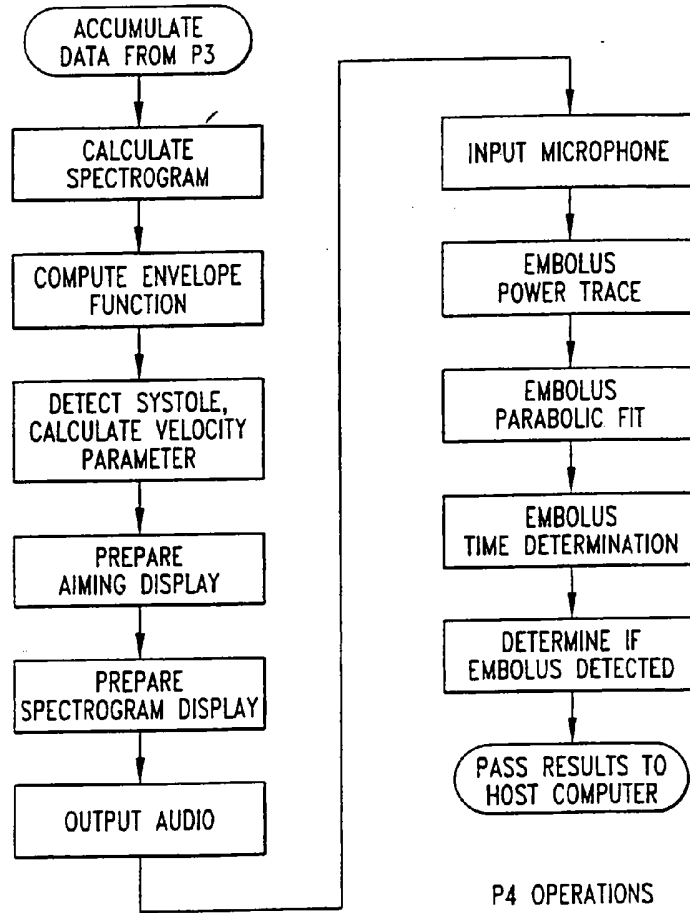 ACCUMULATE
DATA FROM P3
CALCULATE
SPECTROGRAM
COMPUTE ENVELOPE
FUNCTION
DETECT SYSTOLE,
CALCULATE VELOCITY
PARAMETER
PREPARE
AIMING DISPLAY
PREPARE
SPECTROGRAM DISPLAY
OUTPUT AUDIO
INPUT MICROPHONE
EMBOLUS
POWER TRACE
EMBOLUS
PARABOLIC FIT
EMBOLUS
TIME DETERMINATION
DETERMINE IF
EMBOLUS DETECTED
PASS RESULTS TO
HOST COMPUTER
P4 OPERATIONS